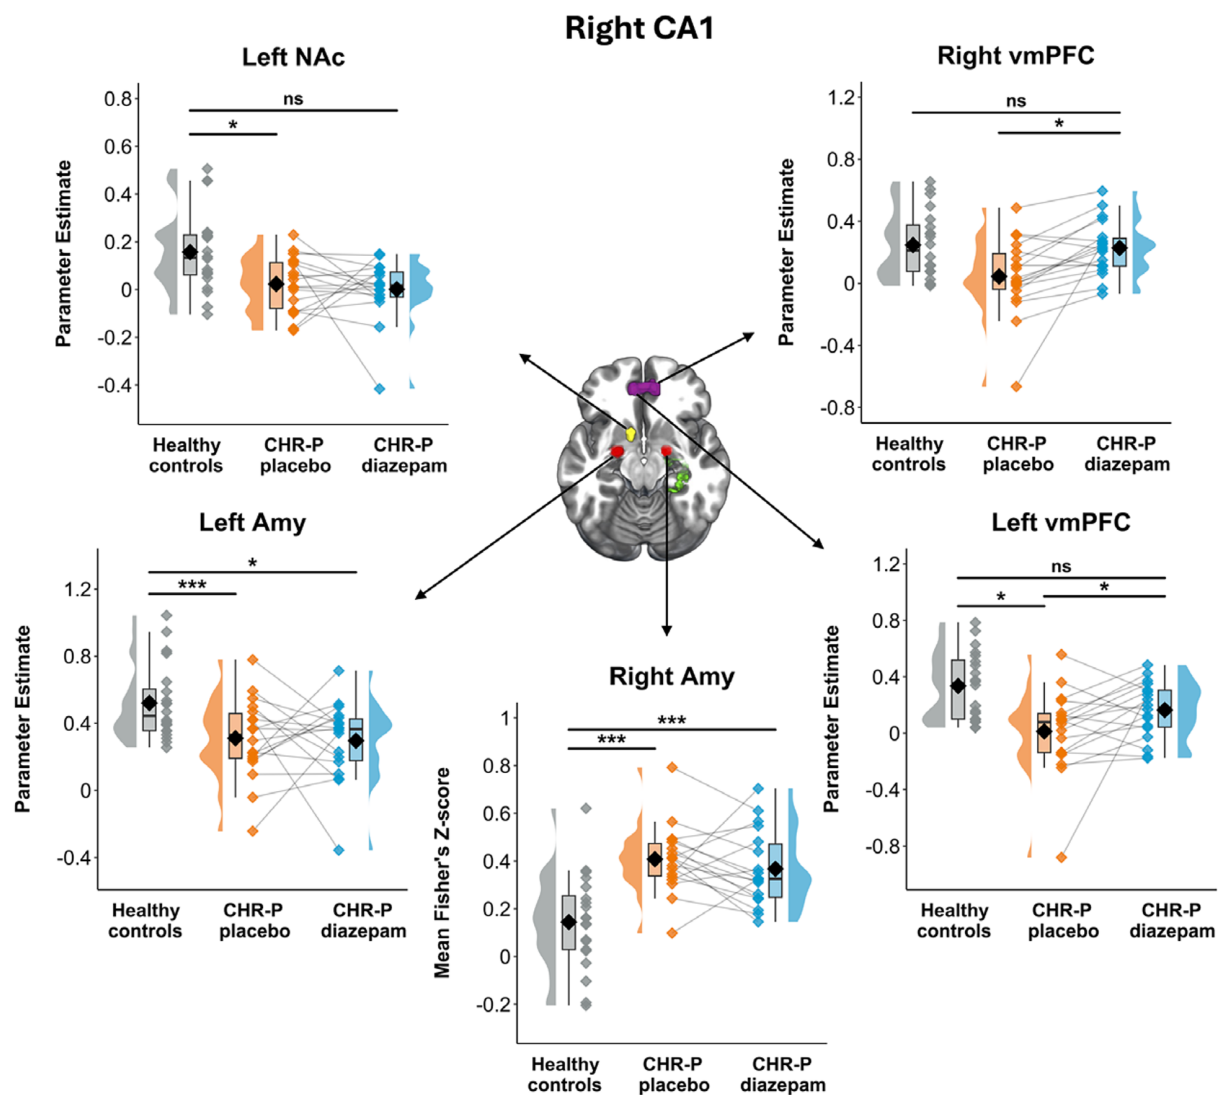 Right CA1
Left NAc
Parameter Estimate
0.8
0.6
0.4
0.2
0
-0.2
-0.4
ns
*
Healthy controls
CHR-P placebo
CHR-P diazepam
Right vmPFC
Parameter Estimate
1.2
0.8
0.4
0
-0.4
-0.8
ns
*
Healthy controls
CHR-P placebo
CHR-P diazepam
Left Amy
Parameter Estimate
1.2
0.8
0.4
0
-0.4
*
***
Healthy controls
CHR-P placebo
CHR-P diazepam
Right Amy
Mean Fisher's Z-score
1
0.8
0.6
0.4
0.2
0
-0.2
***
***
Healthy controls
CHR-P placebo
CHR-P diazepam
Left vmPFC
Parameter Estimate
1.2
0.8
0.4
0
-0.4
-0.8
ns
*
*
Healthy controls
CHR-P placebo
CHR-P diazepam